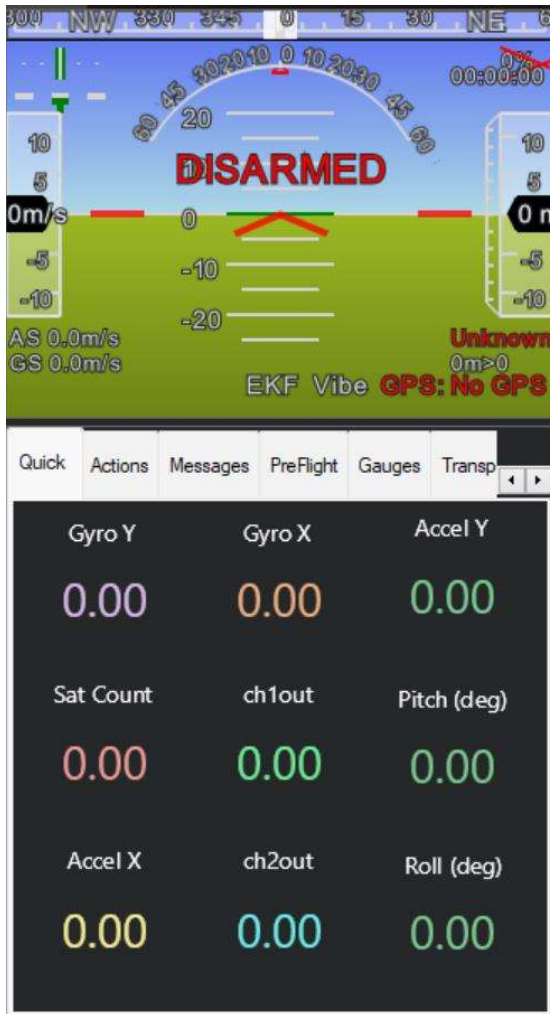 300 NW 330 345 0 15 30 NE 6
60 45 30 20 10 0 10 20 30 45 60
0%
00:00:00
20
10
DISARMED
0
-10
-20
10
5
0m/s
-5
-10
10
5
0 m
-5
-10
AS 0.0m/s
GS 0.0m/s
Unknown
0m>0
EKF Vibe GPS: No GPS
Quick Actions Messages PreFlight Gauges Transp
Gyro Y Gyro X Accel Y
0.00 0.00 0.00
Sat Count ch1out Pitch (deg)
0.00 0.00 0.00
Accel X ch2out Roll (deg)
0.00 0.00 0.00